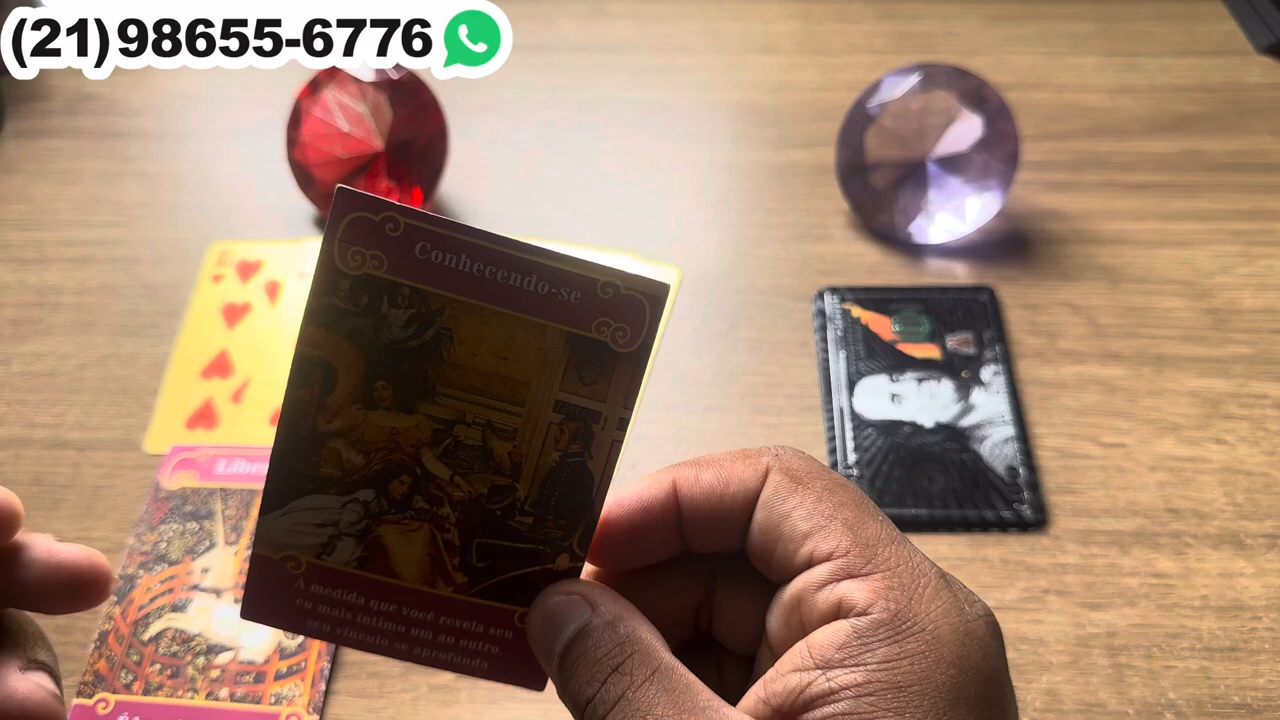 (21)98655-6776
Conhecendo-se
À medida que você revela seu
eu mais íntimo um ao outro,
seu vínculo se aprofunda